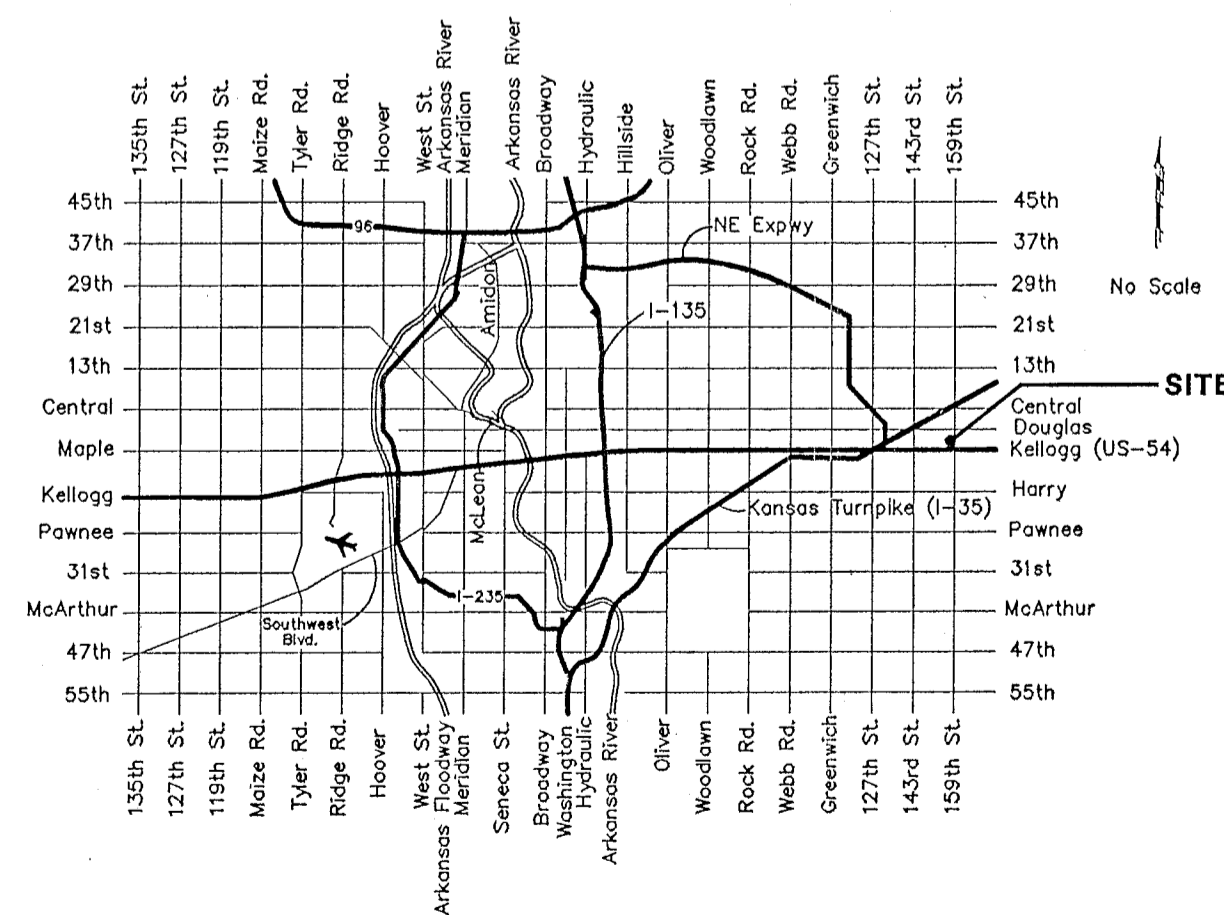 135th St.
127th St.
119th St.
Maize Rd.
Tyler Rd.
Ridge Rd.
Hoover
West St.
Arkansas River
Meridian
Arkansas River
Broadway
Hydraulic
Hillside
Oliver
Woodlawn
Rock Rd.
Webb Rd.
Greenwich
127th St.
143rd St.
159th St.
45th
37th
29th
21st
13th
Central
Maple
Kellogg
Pawnee
31st
McArthur
47th
55th
96
NE Expwy
Amidon
I-135
McLean
Kansas Turnpike (I-35)
I-235
Southwest
Blvd.
45th
37th
29th
21st
13th
Central
Douglas
Kellogg (US-54)
Harry
Pawnee
31st
McArthur
47th
55th
No Scale
SITE
135th St.
127th St.
119th St.
Maize Rd.
Tyler Rd.
Ridge Rd.
Hoover
West St.
Arkansas Floodway
Meridian
Seneca St.
Broadway
Washington
Hydraulic
Arkansas River
Oliver
Woodlawn
Rock Rd.
Webb Rd.
Greenwich
127th St.
143rd St.
159th St.